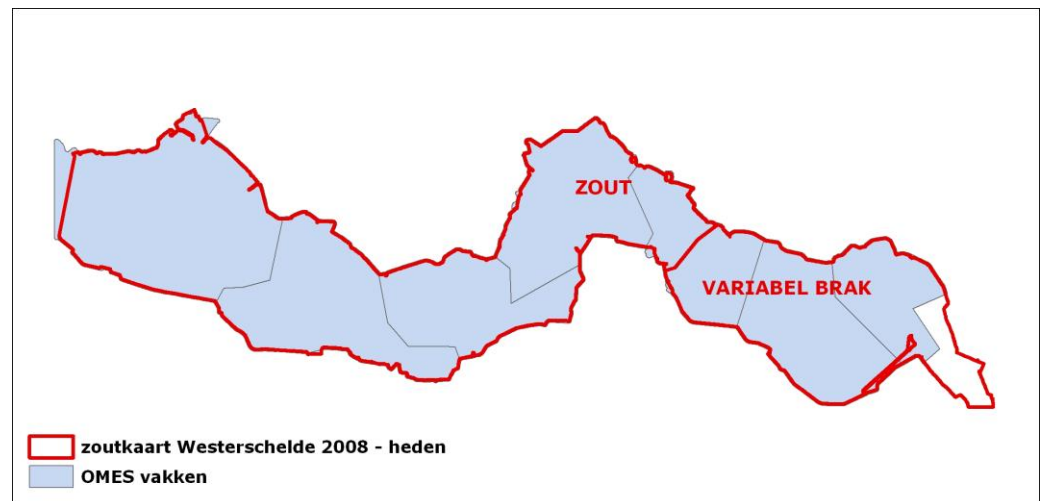 ZOUT
VARIABEL BRAK
zoutkaart Westerschelde 2008 - heden
OMES vakken